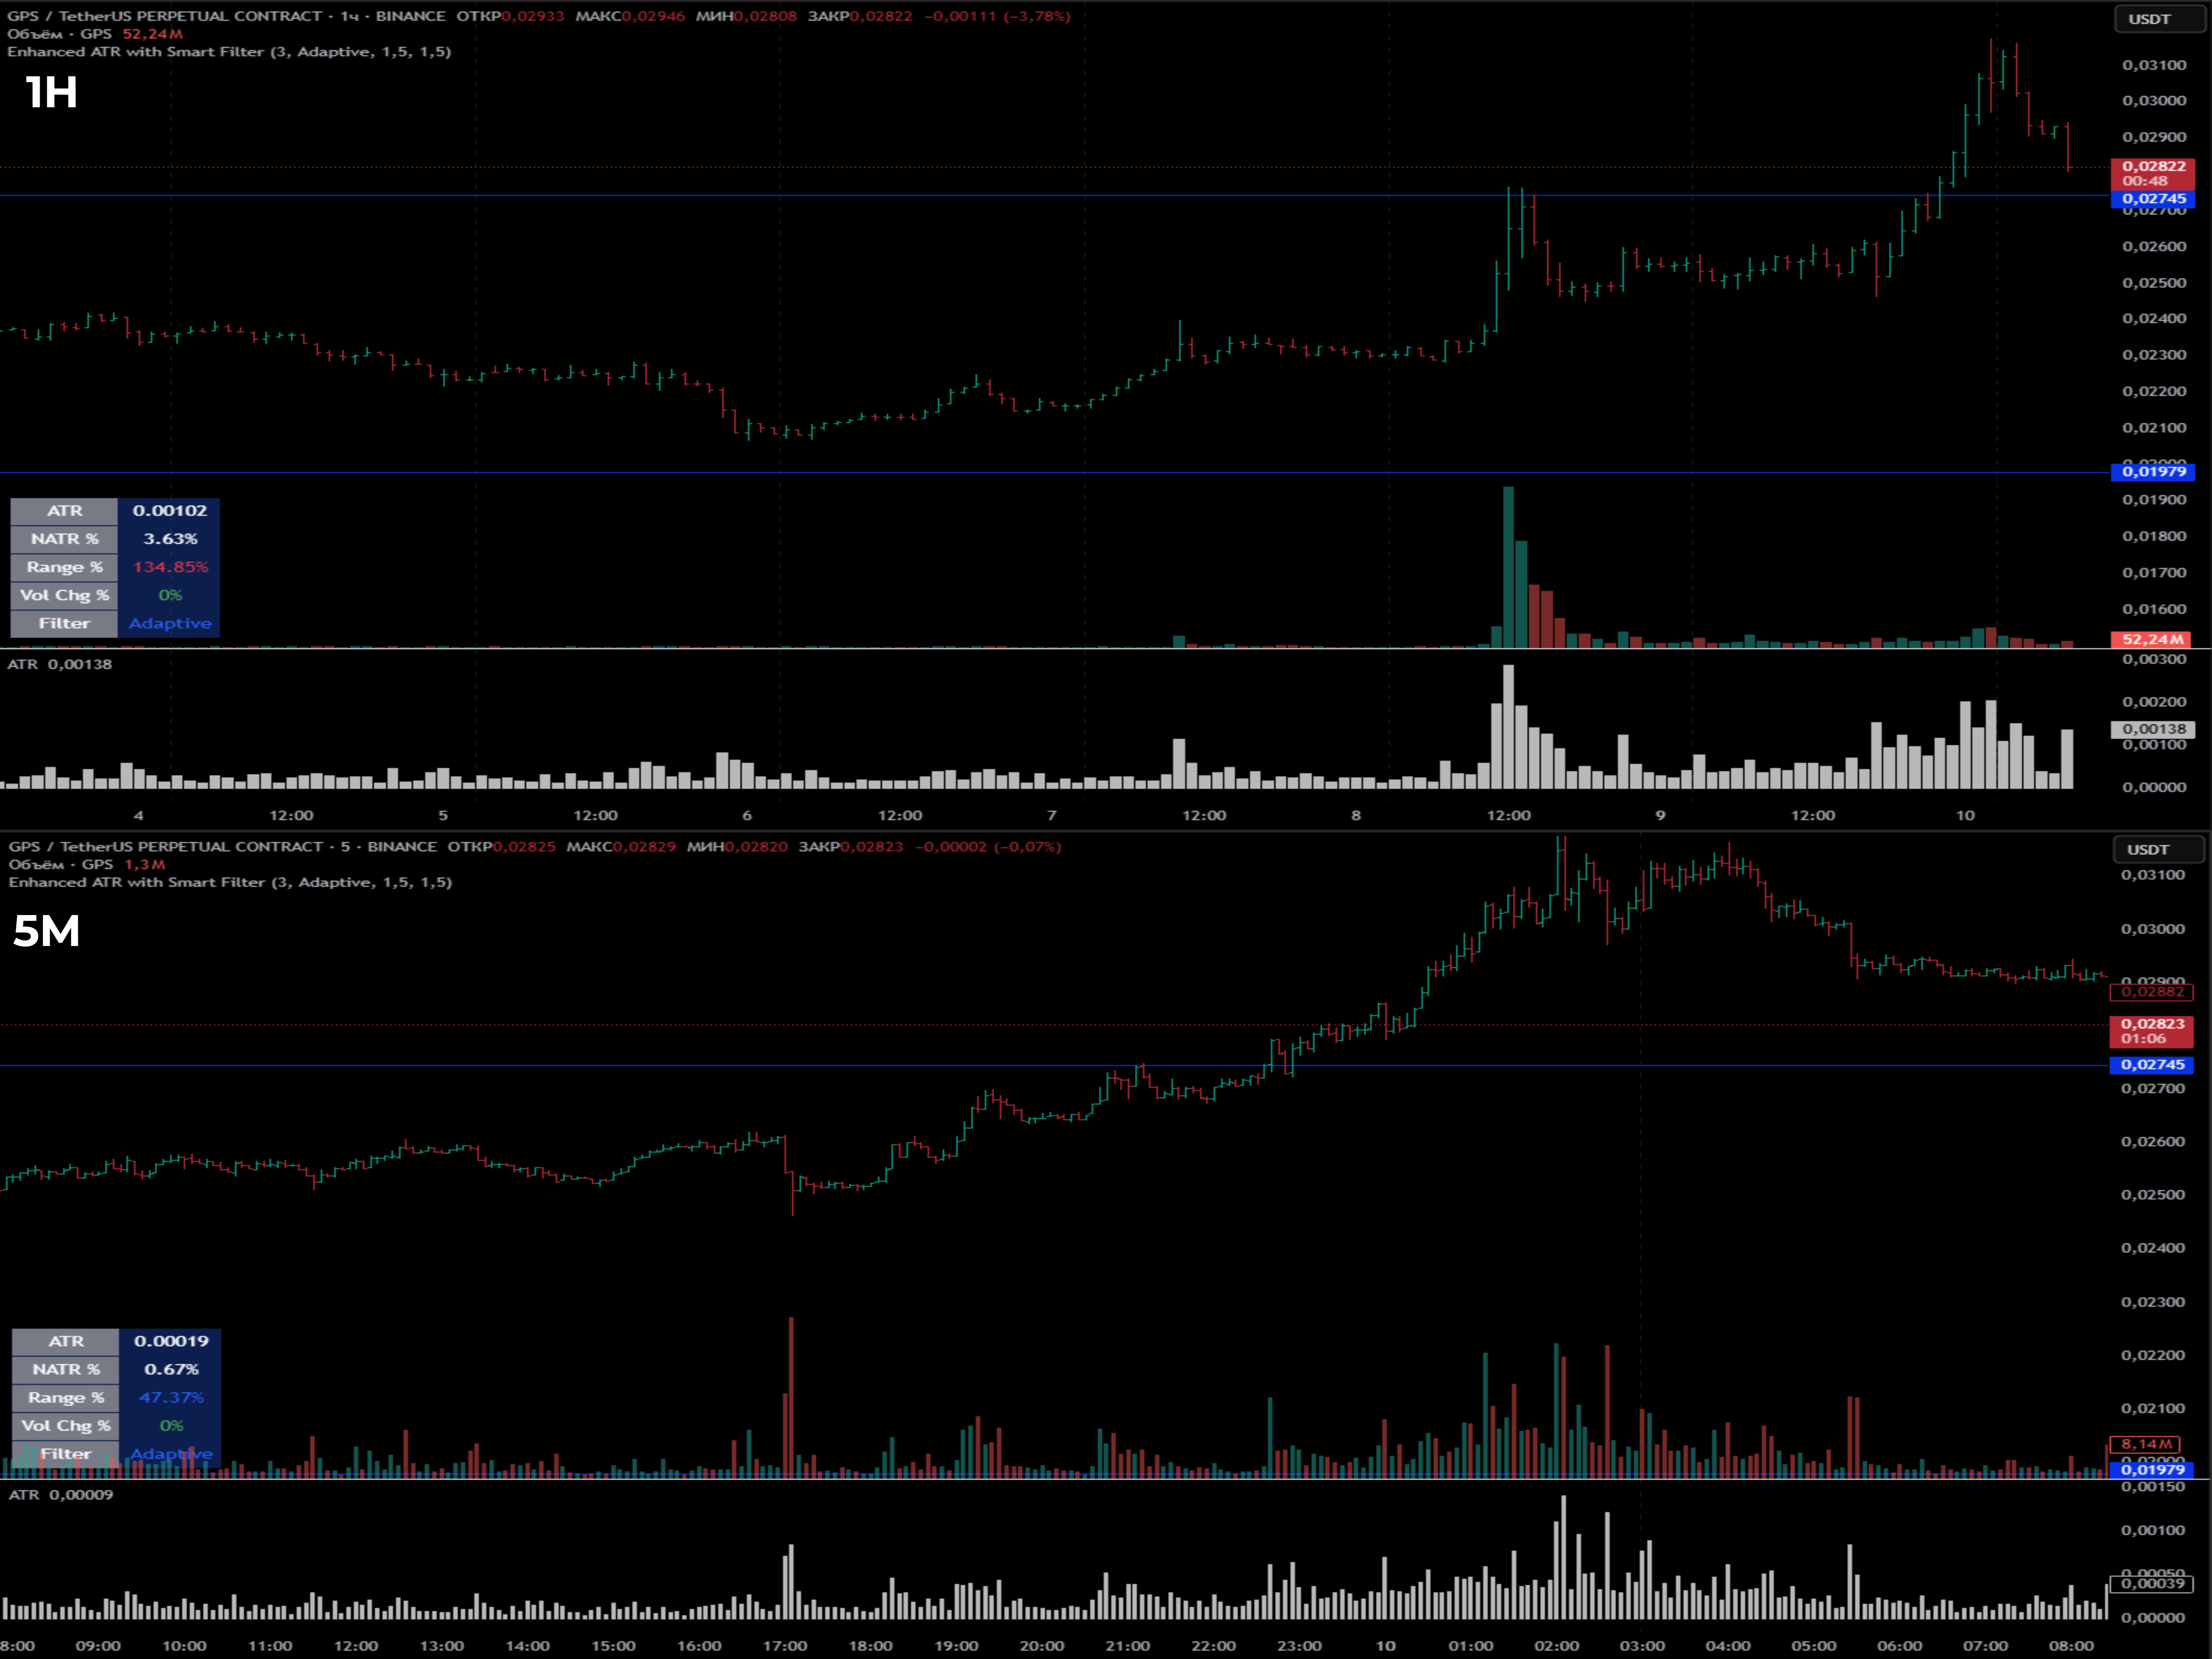 GPS / TetherUS PERPETUAL CONTRACT · 1ч · BINANCE ОТКР0,02933 МАКС0,02946 МИН0,02808 ЗАКР0,02822 −0,00111 (−3,78%)
Объём · GPS 52,24M
Enhanced ATR with Smart Filter (3, Adaptive, 1,5, 1,5)
1H
USDT
0,03100
0,03000
0,02900
0,02822
00:48
0,02745
0,02700
0,02600
0,02500
0,02400
0,02300
0,02200
0,02100
0,02000
0,01979
0,01900
0,01800
0,01700
0,01600
52,24M
ATR 0.00102
NATR % 3.63%
Range % 134.85%
Vol Chg % 0%
Filter Adaptive
ATR 0,00138
0,00300
0,00200
0,00138
0,00100
0,00000
4 12:00 5 12:00 6 12:00 7 12:00 8 12:00 9 12:00 10
GPS / TetherUS PERPETUAL CONTRACT · 5 · BINANCE ОТКР0,02825 МАКС0,02829 МИН0,02820 ЗАКР0,02823 −0,00002 (−0,07%)
Объём · GPS 1,3M
Enhanced ATR with Smart Filter (3, Adaptive, 1,5, 1,5)
5M
USDT
0,03100
0,03000
0,02900
0,02882
0,02823
01:06
0,02745
0,02700
0,02600
0,02500
0,02400
0,02300
0,02200
0,02100
8,14M
0,02000
0,01979
ATR 0.00019
NATR % 0.67%
Range % 47.37%
Vol Chg % 0%
Filter Adaptive
ATR 0,00009
0,00150
0,00100
0,00050
0,00039
0,00000
8:00 09:00 10:00 11:00 12:00 13:00 14:00 15:00 16:00 17:00 18:00 19:00 20:00 21:00 22:00 23:00 10 01:00 02:00 03:00 04:00 05:00 06:00 07:00 08:00